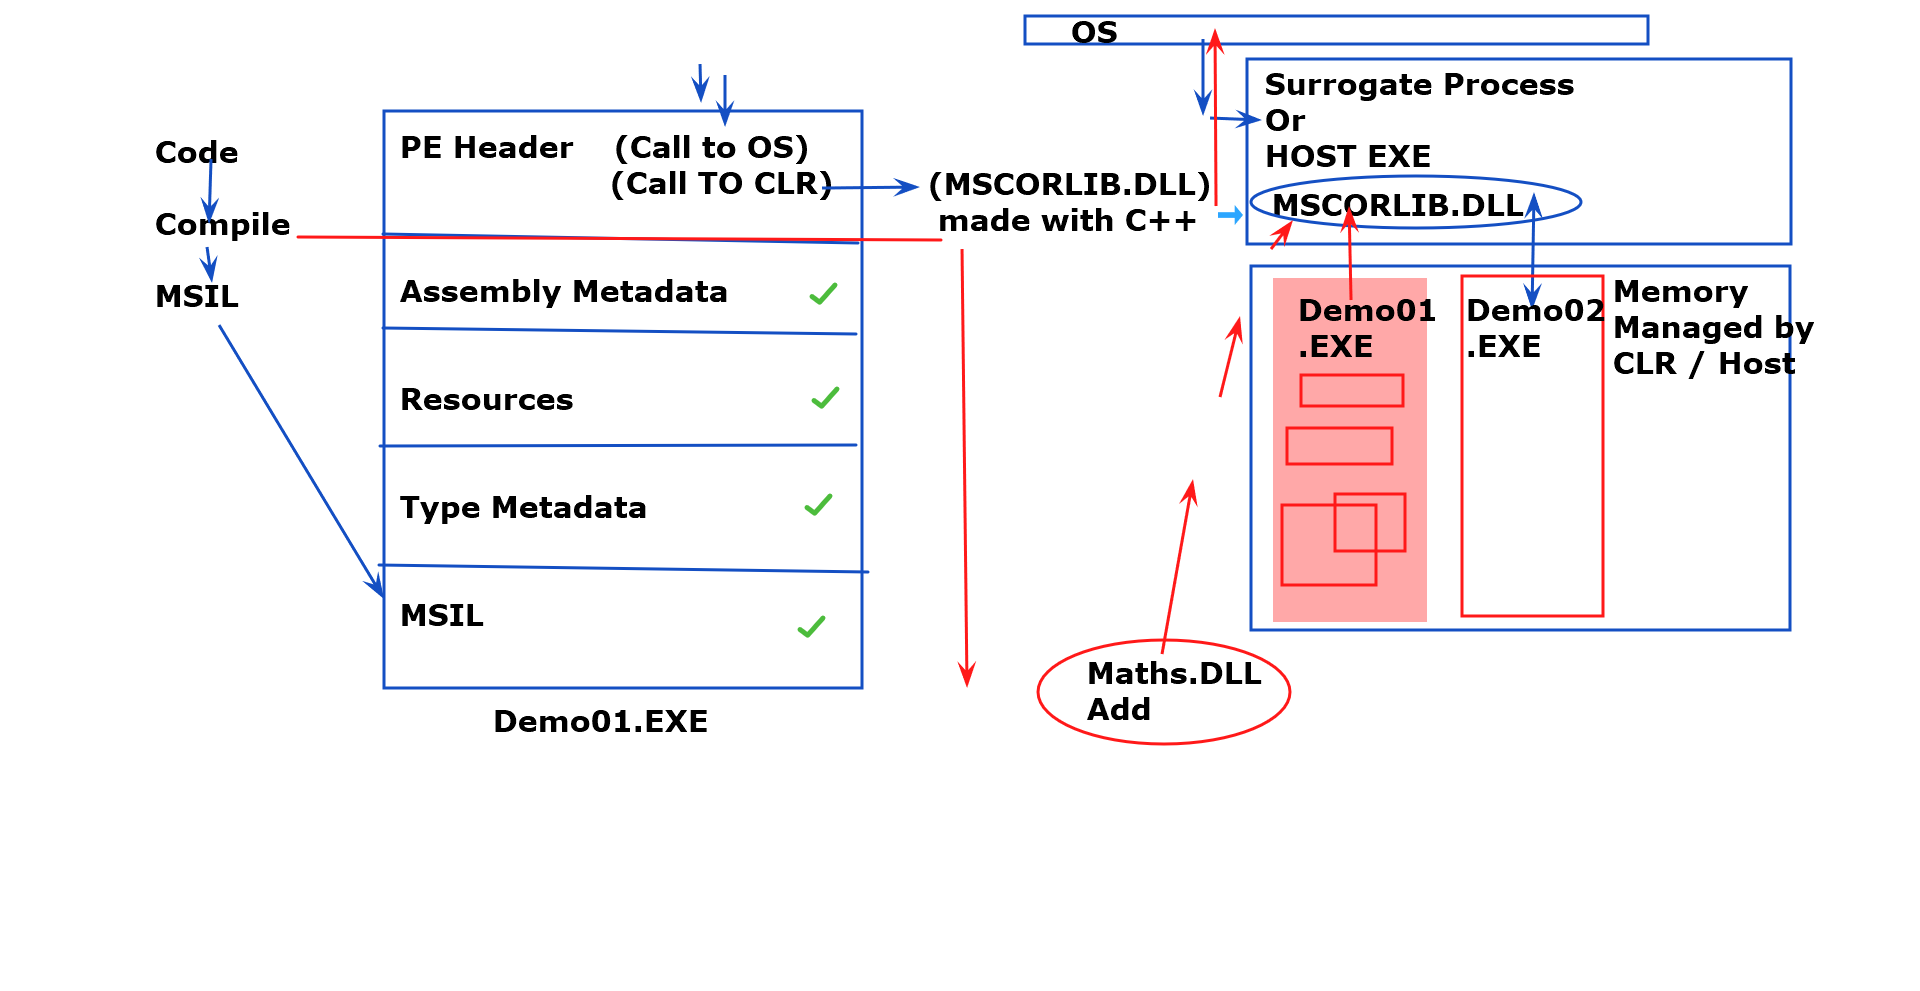 OS
Surrogate Process
Or
HOST EXE
MSCORLIB.DLL
Code
Compile
MSIL
PE Header (Call to OS)
(Call TO CLR)
(MSCORLIB.DLL)
made with C++
Assembly Metadata
Resources
Type Metadata
MSIL
Demo01.EXE
Demo01
.EXE
Demo02
.EXE
Memory
Managed by
CLR / Host
Maths.DLL
Add